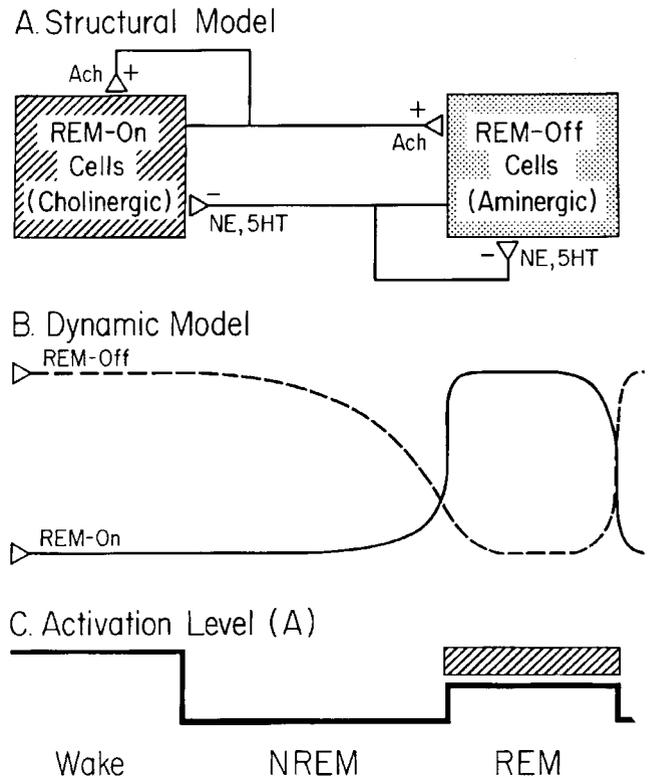 A. Structural Model
Ach +
REM-On
Cells
(Cholinergic)
+
Ach
REM-Off
Cells
(Aminergic)
−
NE, 5HT
− NE, 5HT
B. Dynamic Model
REM-Off
REM-On
C. Activation Level (A)
Wake NREM REM